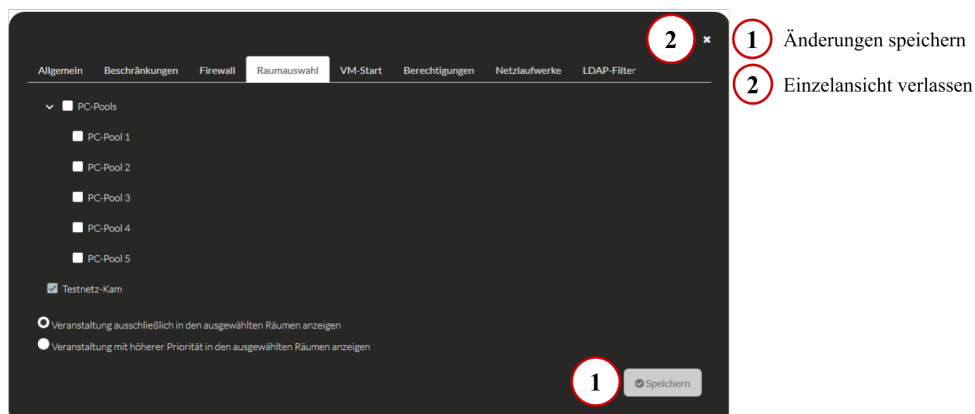 2
1 Änderungen speichern
Allgemein Beschränkungen Firewall Raumauswahl VM-Start Berechtigungen Netzlaufwerke LDAP-Filter
2 Einzelansicht verlassen
PC-Pools
PC-Pool 1
PC-Pool 2
PC-Pool 3
PC-Pool 4
PC-Pool 5
Testnetz-Kam
Veranstaltung ausschließlich in den ausgewählten Räumen anzeigen
Veranstaltung mit höherer Priorität in den ausgewählten Räumen anzeigen
1 Speichern